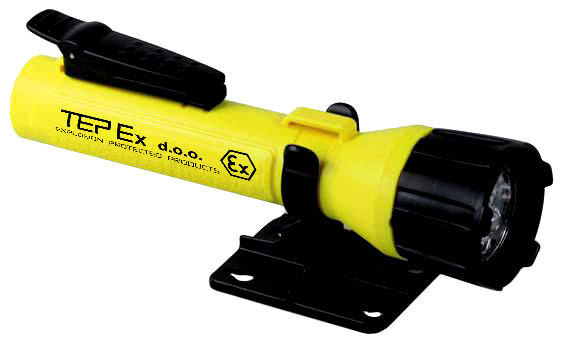 TEP Ex d.o.o.
EXPLOSION PROTECTED PRODUCTS
Ex